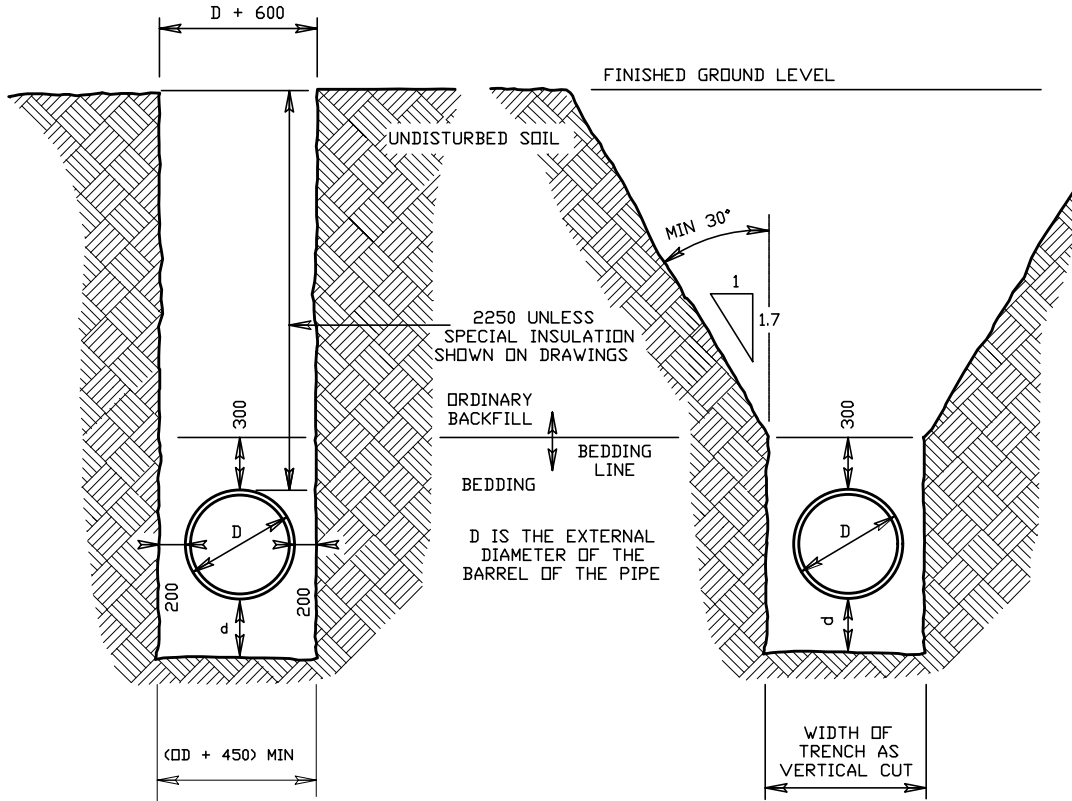 D + 600
FINISHED GROUND LEVEL
UNDISTURBED SOIL
MIN 30°
1
1.7
2250 UNLESS
SPECIAL INSULATION
SHOWN ON DRAWINGS
300
ORDINARY
BACKFILL
300
BEDDING
LINE
BEDDING
D
D IS THE EXTERNAL
DIAMETER OF THE
BARREL OF THE PIPE
D
200
200
d
d
(OD + 450) MIN
WIDTH OF
TRENCH AS
VERTICAL CUT